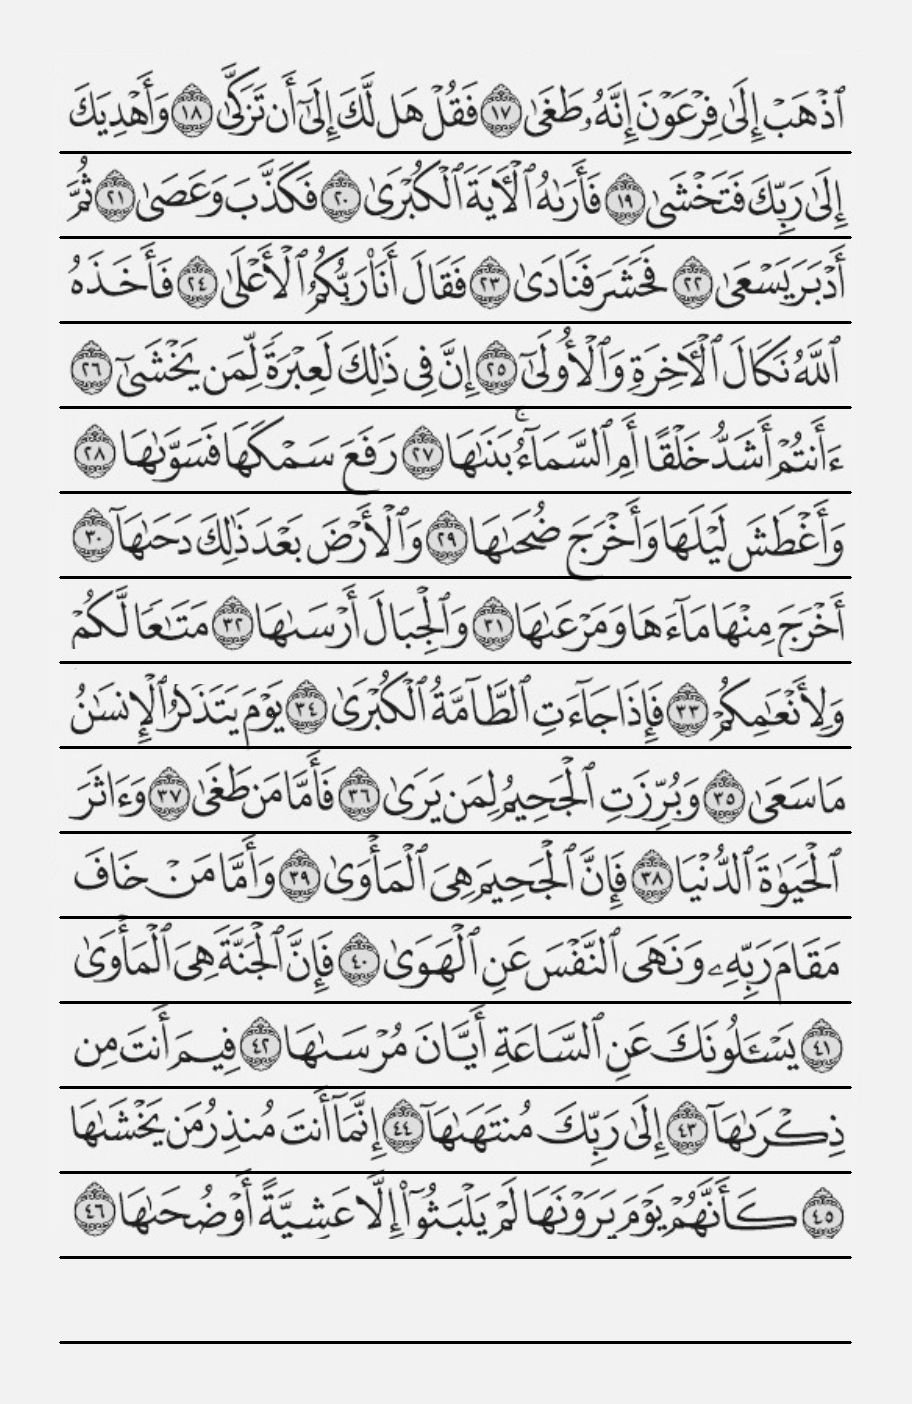 ٱذۡهَبۡ إِلَىٰ فِرۡعَوۡنَ إِنَّهُۥ طَغَىٰ ١٧ فَقُلۡ هَل لَّكَ إِلَىٰٓ أَن تَزَكَّىٰ ١٨ وَأَهۡدِيَكَ
إِلَىٰ رَبِّكَ فَتَخۡشَىٰ ١٩ فَأَرَىٰهُ ٱلۡأٓيَةَ ٱلۡكُبۡرَىٰ ٢٠ فَكَذَّبَ وَعَصَىٰ ٢١ ثُمَّ
أَدۡبَرَ يَسۡعَىٰ ٢٢ فَحَشَرَ فَنَادَىٰ ٢٣ فَقَالَ أَنَا۠ رَبُّكُمُ ٱلۡأَعۡلَىٰ ٢٤ فَأَخَذَهُ
ٱللَّهُ نَكَالَ ٱلۡأٓخِرَةِ وَٱلۡأُولَىٰٓ ٢٥ إِنَّ فِي ذَٰلِكَ لَعِبۡرَةٗ لِّمَن يَخۡشَىٰٓ ٢٦
ءَأَنتُمۡ أَشَدُّ خَلۡقًا أَمِ ٱلسَّمَآءُۚ بَنَىٰهَا ٢٧ رَفَعَ سَمۡكَهَا فَسَوَّىٰهَا ٢٨
وَأَغۡطَشَ لَيۡلَهَا وَأَخۡرَجَ ضُحَىٰهَا ٢٩ وَٱلۡأَرۡضَ بَعۡدَ ذَٰلِكَ دَحَىٰهَآ ٣٠
أَخۡرَجَ مِنۡهَا مَآءَهَا وَمَرۡعَىٰهَا ٣١ وَٱلۡجِبَالَ أَرۡسَىٰهَا ٣٢ مَتَٰعٗا لَّكُمۡ
وَلِأَنۡعَٰمِكُمۡ ٣٣ فَإِذَا جَآءَتِ ٱلطَّآمَّةُ ٱلۡكُبۡرَىٰ ٣٤ يَوۡمَ يَتَذَكَّرُ ٱلۡإِنسَٰنُ
مَا سَعَىٰ ٣٥ وَبُرِّزَتِ ٱلۡجَحِيمُ لِمَن يَرَىٰ ٣٦ فَأَمَّا مَن طَغَىٰ ٣٧ وَءَاثَرَ
ٱلۡحَيَوٰةَ ٱلدُّنۡيَا ٣٨ فَإِنَّ ٱلۡجَحِيمَ هِيَ ٱلۡمَأۡوَىٰ ٣٩ وَأَمَّا مَنۡ خَافَ
مَقَامَ رَبِّهِۦ وَنَهَى ٱلنَّفۡسَ عَنِ ٱلۡهَوَىٰ ٤٠ فَإِنَّ ٱلۡجَنَّةَ هِيَ ٱلۡمَأۡوَىٰ
٤١ يَسۡـَٔلُونَكَ عَنِ ٱلسَّاعَةِ أَيَّانَ مُرۡسَىٰهَا ٤٢ فِيمَ أَنتَ مِن
ذِكۡرَىٰهَآ ٤٣ إِلَىٰ رَبِّكَ مُنتَهَىٰهَآ ٤٤ إِنَّمَآ أَنتَ مُنذِرُ مَن يَخۡشَىٰهَا
٤٥ كَأَنَّهُمۡ يَوۡمَ يَرَوۡنَهَا لَمۡ يَلۡبَثُوٓاْ إِلَّا عَشِيَّةً أَوۡ ضُحَىٰهَا ٤٦